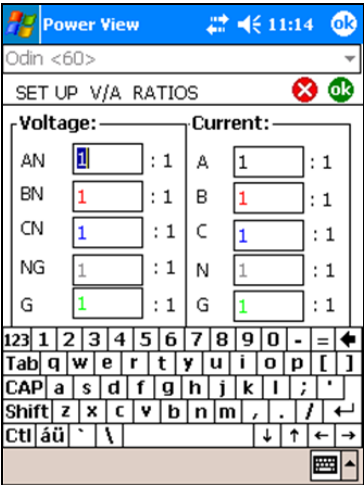 Power View 11:14 ok
Odin <60>
SET UP V/A RATIOS ok
Voltage: Current:
AN 1 : 1 A 1 : 1
BN 1 : 1 B 1 : 1
CN 1 : 1 C 1 : 1
NG 1 : 1 N 1 : 1
G 1 : 1 G 1 : 1
123 1 2 3 4 5 6 7 8 9 0 - =
Tab q w e r t y u i o p [ ]
CAP a s d f g h j k l ; '
Shift z x c v b n m , . /
Ctl áü ` \